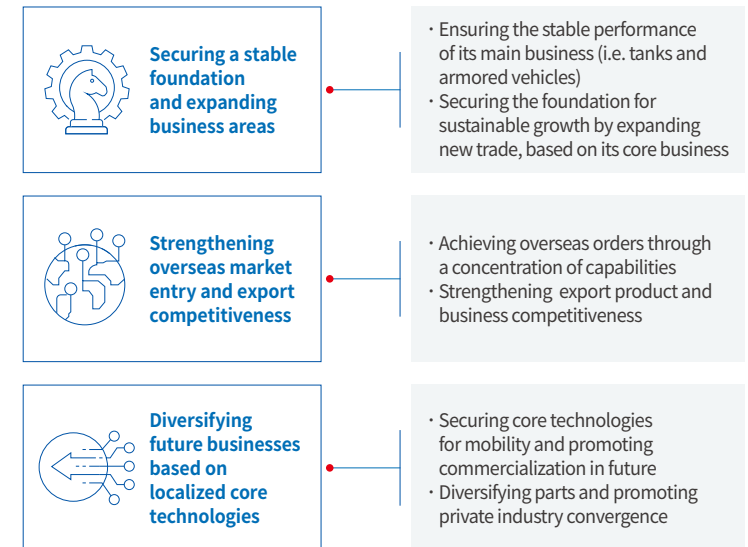 Securing a stable
foundation
and expanding
business areas
· Ensuring the stable performance
of its main business (i.e. tanks and
armored vehicles)
· Securing the foundation for
sustainable growth by expanding
new trade, based on its core business
Strengthening
overseas market
entry and export
competitiveness
· Achieving overseas orders through
a concentration of capabilities
· Strengthening export product and
business competitiveness
Diversifying
future businesses
based on
localized core
technologies
· Securing core technologies
for mobility and promoting
commercialization in future
· Diversifying parts and promoting
private industry convergence